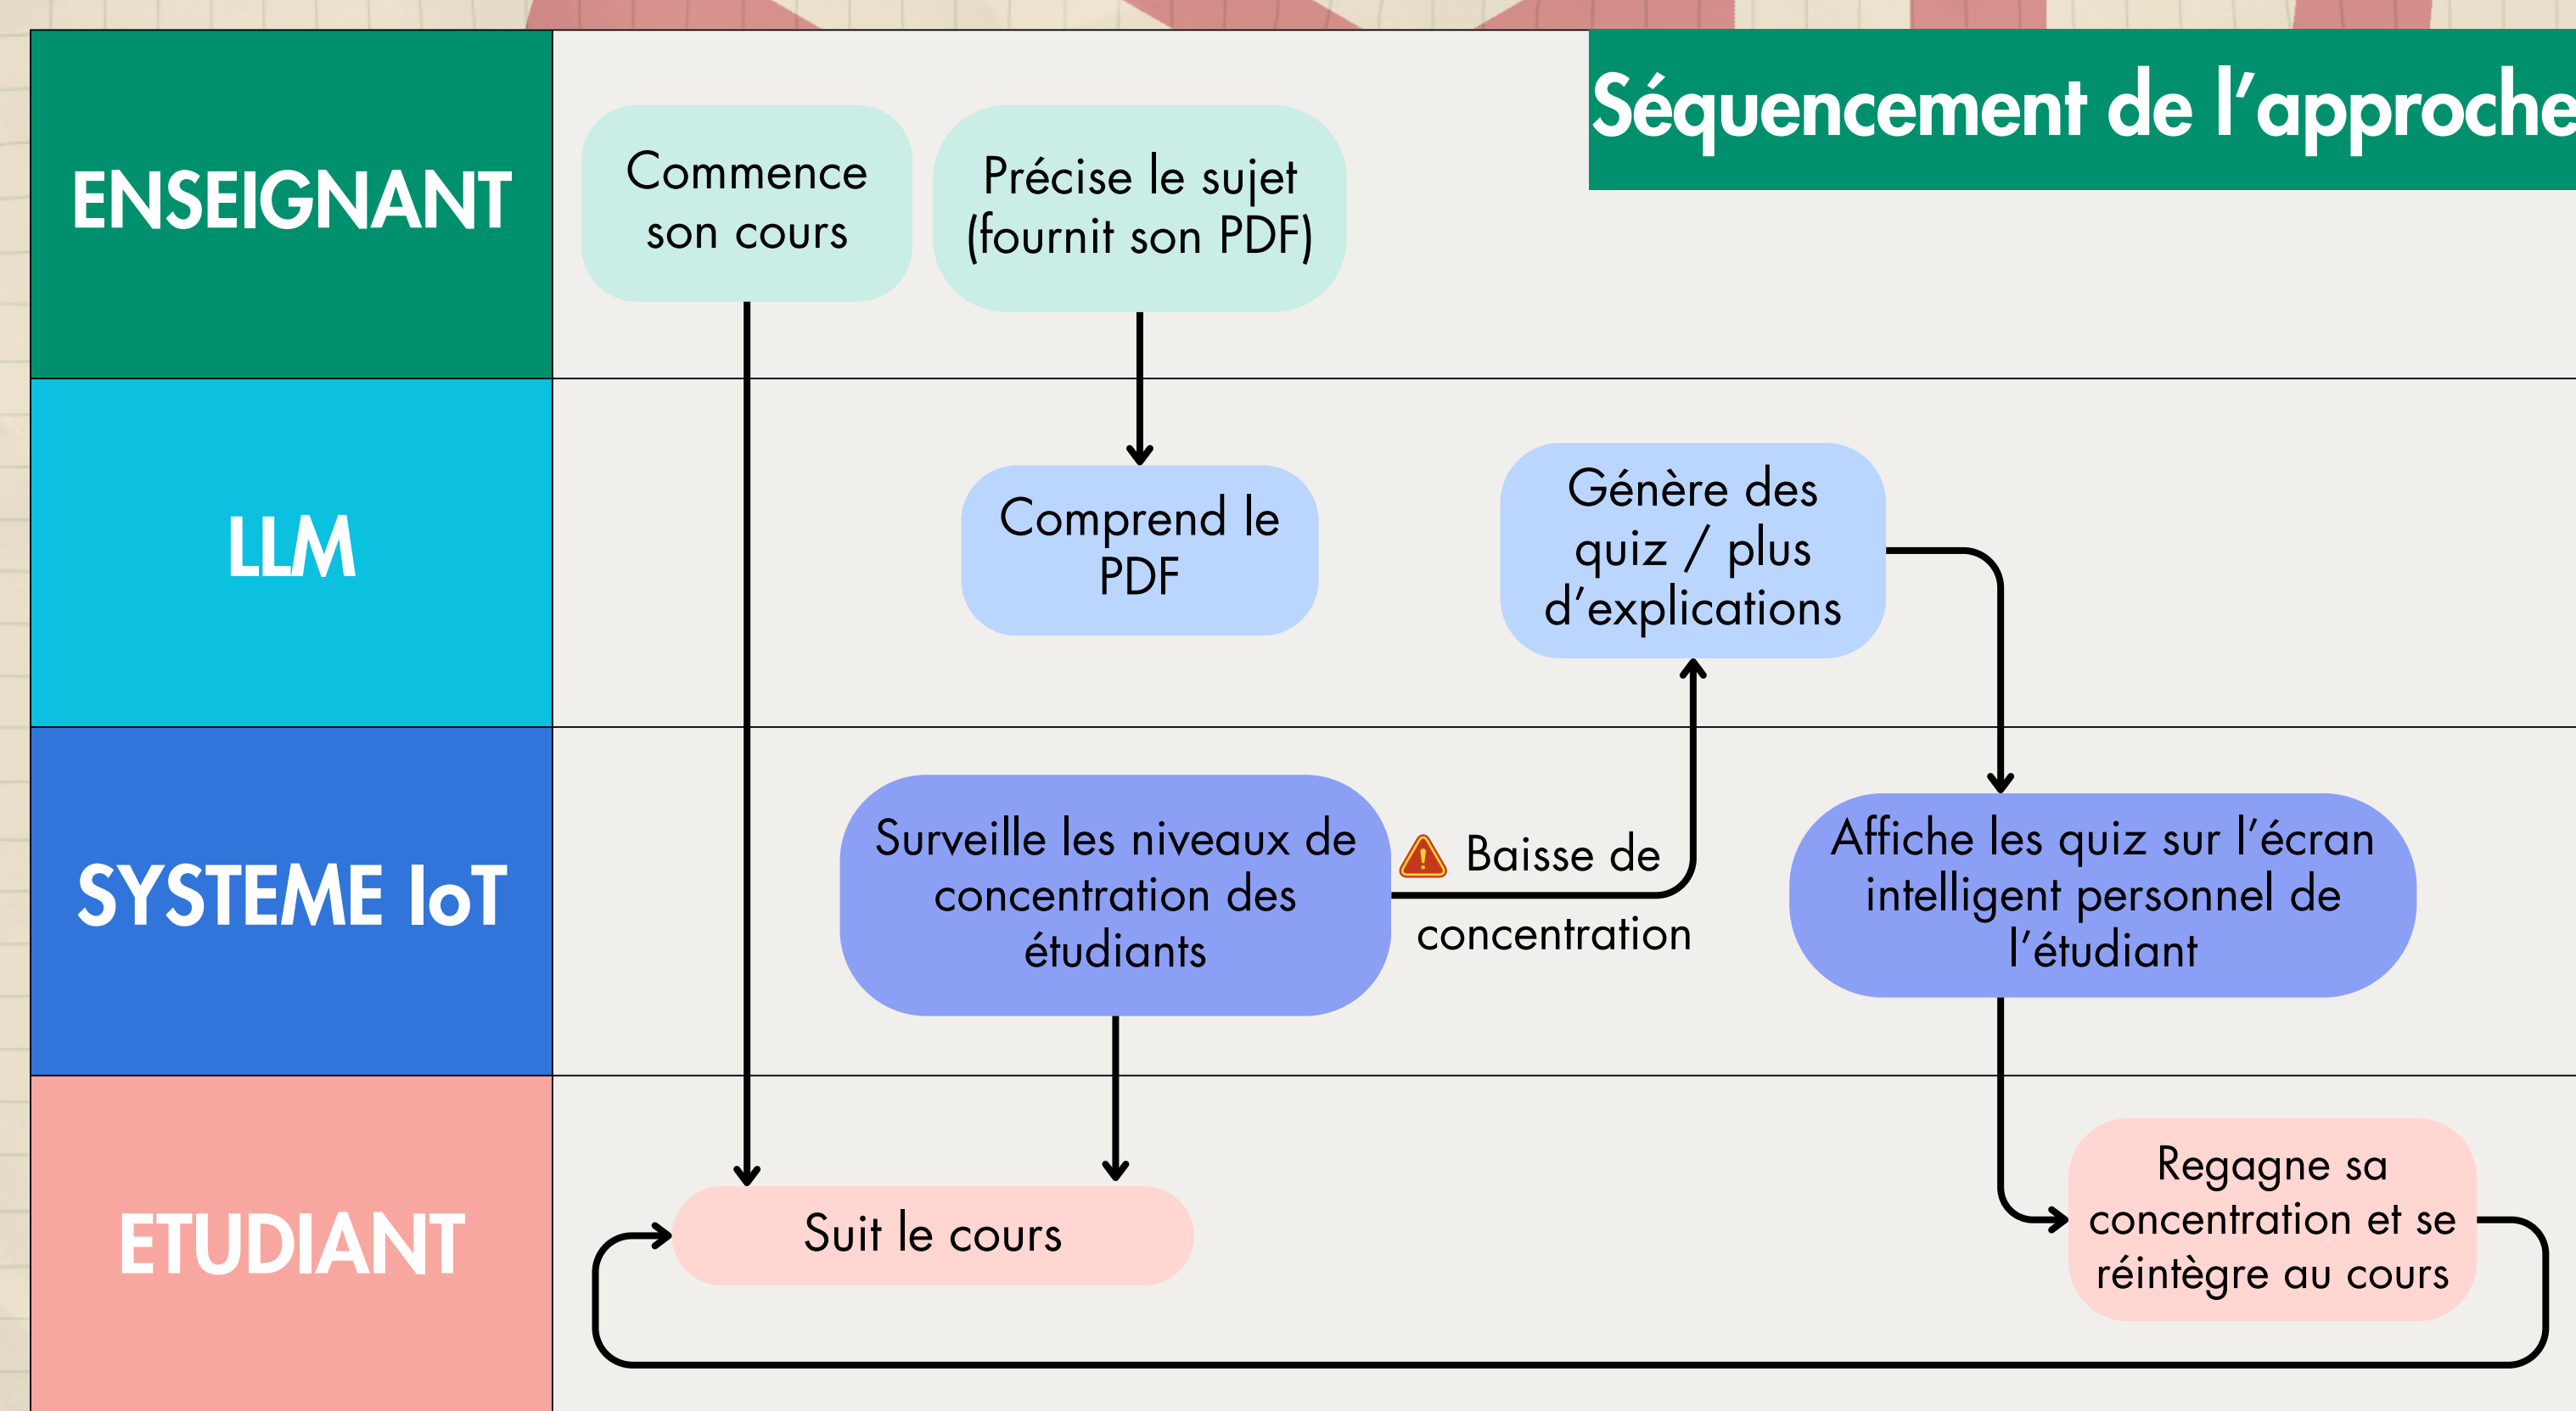 Séquencement de l'approche
ENSEIGNANT
Commence
son cours
Précise le sujet
(fournit son PDF)
LLM
Comprend le
PDF
Génère des
quiz / plus
d'explications
SYSTEME IoT
Surveille les niveaux de
concentration des
étudiants
Baisse de
concentration
Affiche les quiz sur l'écran
intelligent personnel de
l'étudiant
ETUDIANT
Suit le cours
Regagne sa
concentration et se
réintègre au cours